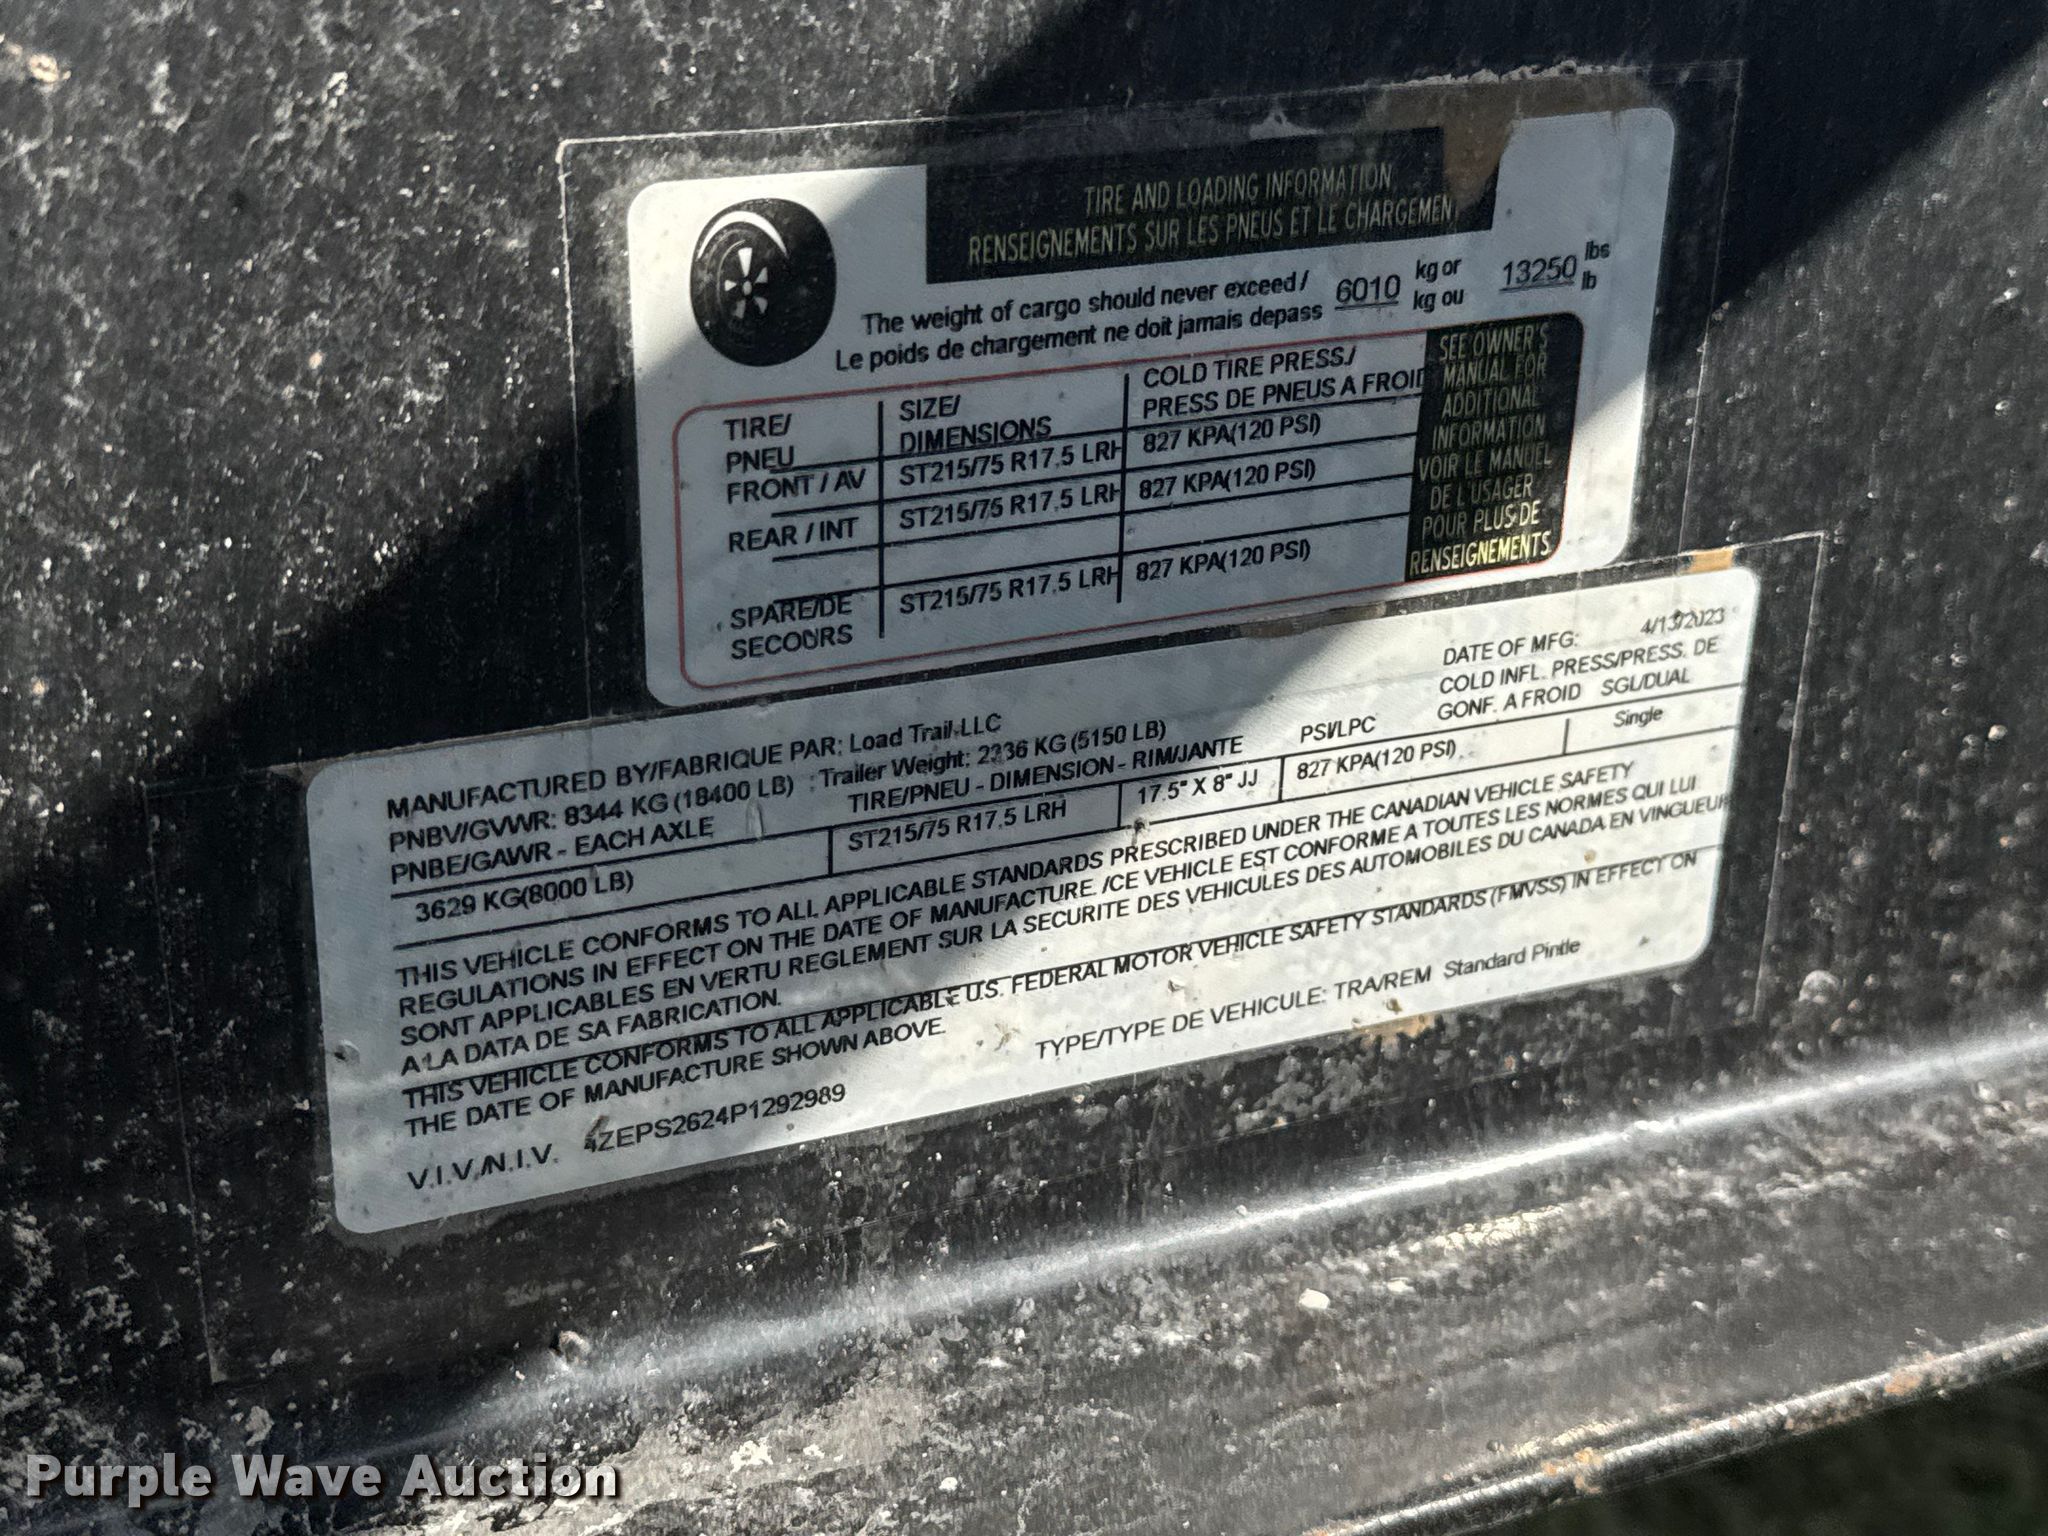 TIRE AND LOADING INFORMATION
RENSEIGNEMENTS SUR LES PNEUS ET LE CHARGEMEN
The weight of cargo should never exceed / 6010 kg or 13250 lbs
Le poids de chargement ne doit jamais depass kg ou lb
TIRE/ PNEU SIZE/ DIMENSIONS COLD TIRE PRESS./ PRESS DE PNEUS A FROID
FRONT / AV ST215/75 R17.5 LRH 827 KPA(120 PSI)
REAR / INT ST215/75 R17.5 LRH 827 KPA(120 PSI)
SPARE/DE SECOURS ST215/75 R17.5 LRH 827 KPA(120 PSI)
SEE OWNER'S
MANUAL FOR
ADDITIONAL
INFORMATION
VOIR LE MANUEL
DE L'USAGER
POUR PLUS DE
RENSEIGNEMENTS
MANUFACTURED BY/FABRIQUE PAR: Load Trail LLC DATE OF MFG: 4/13/2023
PNBV/GVWR: 8344 KG (18400 LB) : Trailer Weight: 2336 KG (5150 LB) COLD INFL. PRESS/PRESS. DE
PNBE/GAWR - EACH AXLE TIRE/PNEU - DIMENSION - RIM/JANTE PSI/LPC GONF. A FROID SGL/DUAL
3629 KG(8000 LB) ST215/75 R17.5 LRH 17.5" X 8" JJ 827 KPA(120 PSI) Single
THIS VEHICLE CONFORMS TO ALL APPLICABLE STANDARDS PRESCRIBED UNDER THE CANADIAN VEHICLE SAFETY
REGULATIONS IN EFFECT ON THE DATE OF MANUFACTURE. /CE VEHICLE EST CONFORME A TOUTES LES NORMES QUI LUI
SONT APPLICABLES EN VERTU REGLEMENT SUR LA SECURITE DES VEHICULES DES AUTOMOBILES DU CANADA EN VINGUEUR
A LA DATA DE SA FABRICATION.
THIS VEHICLE CONFORMS TO ALL APPLICABLE U.S. FEDERAL MOTOR VEHICLE SAFETY STANDARDS (FMVSS) IN EFFECT ON
THE DATE OF MANUFACTURE SHOWN ABOVE.
V.I.V./N.I.V. 4ZEPS2624P1292989 TYPE/TYPE DE VEHICULE: TRA/REM Standard Pintle
Purple Wave Auction